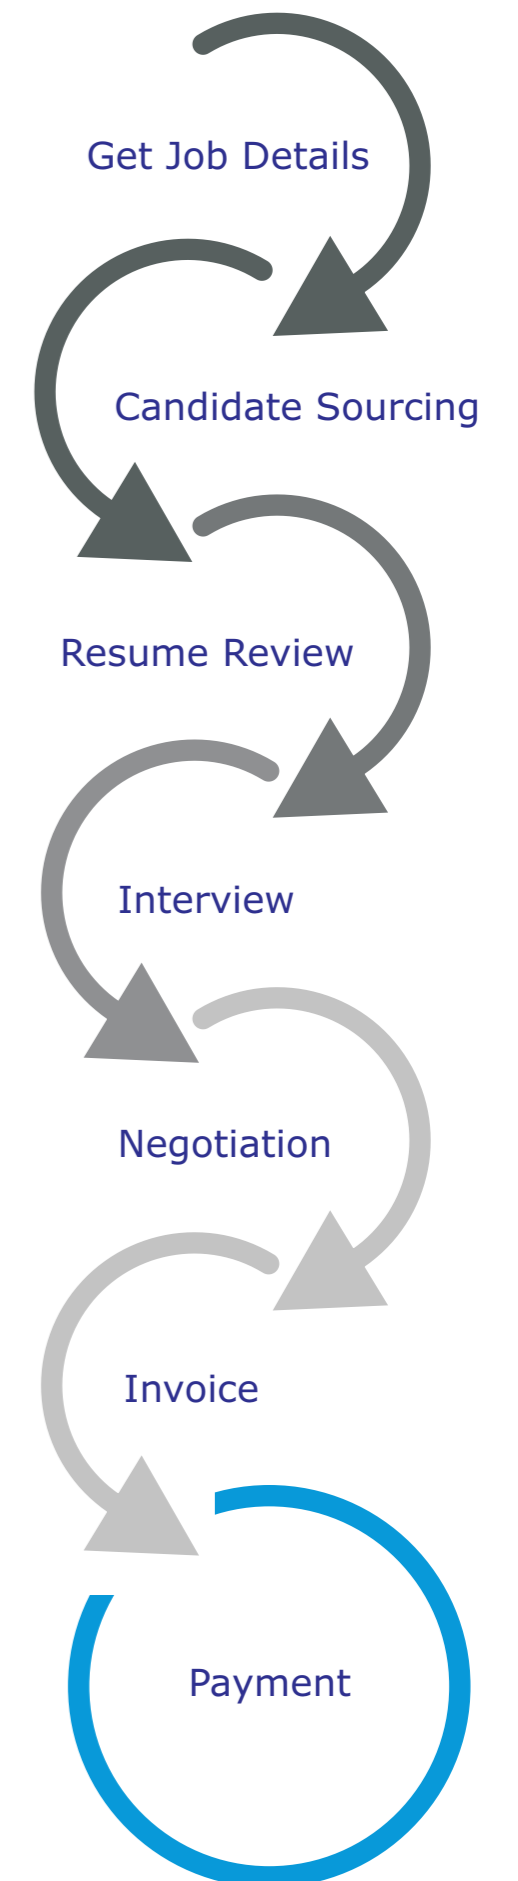 Get Job Details
Candidate Sourcing
Resume Review
Interview
Negotiation
Invoice
Payment